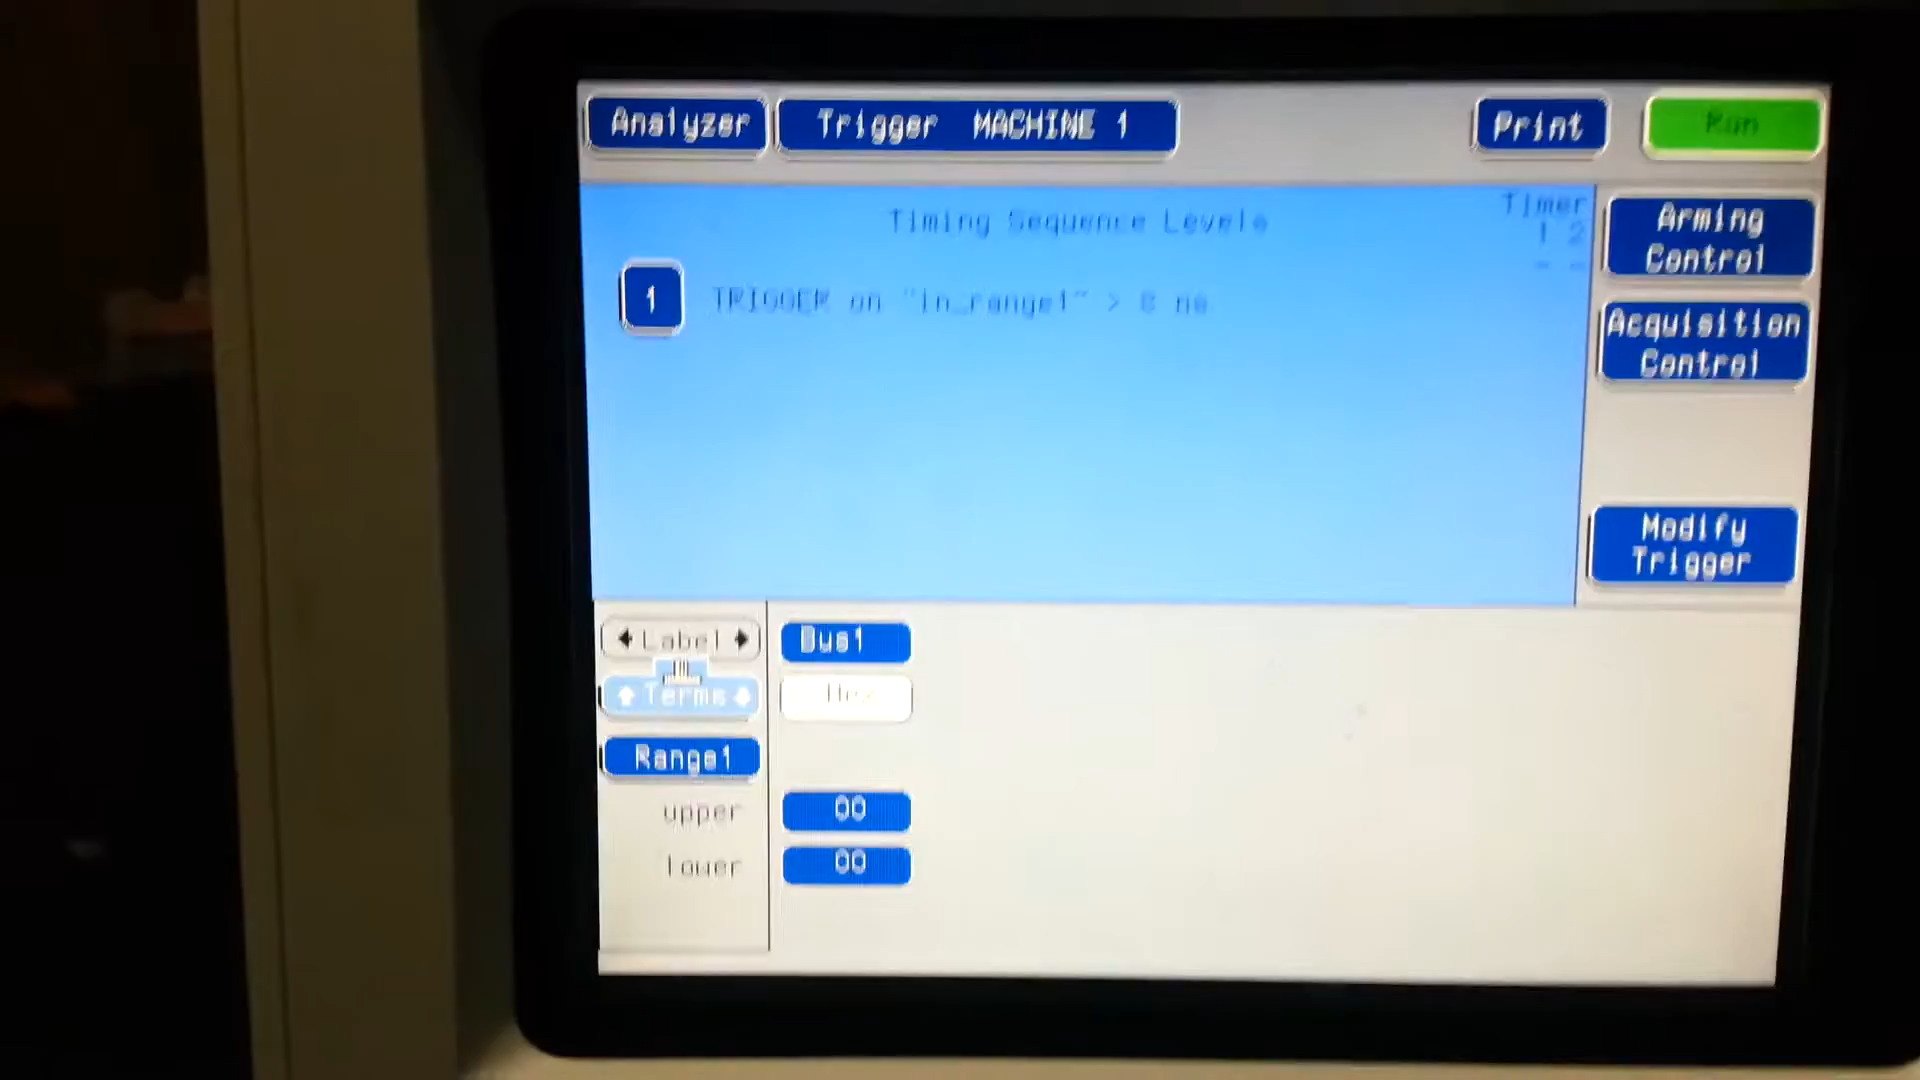 Analyzer
Trigger MACHINE 1
Print
Run
Timing Sequence Levels
Timer
1 2
- -
Arming
Control
1
TRIGGER on "in_range1" > 8 ns
Acquisition
Control
Modify
Trigger
Label
Bus1
Terms
Hex
Range1
upper
00
lower
00